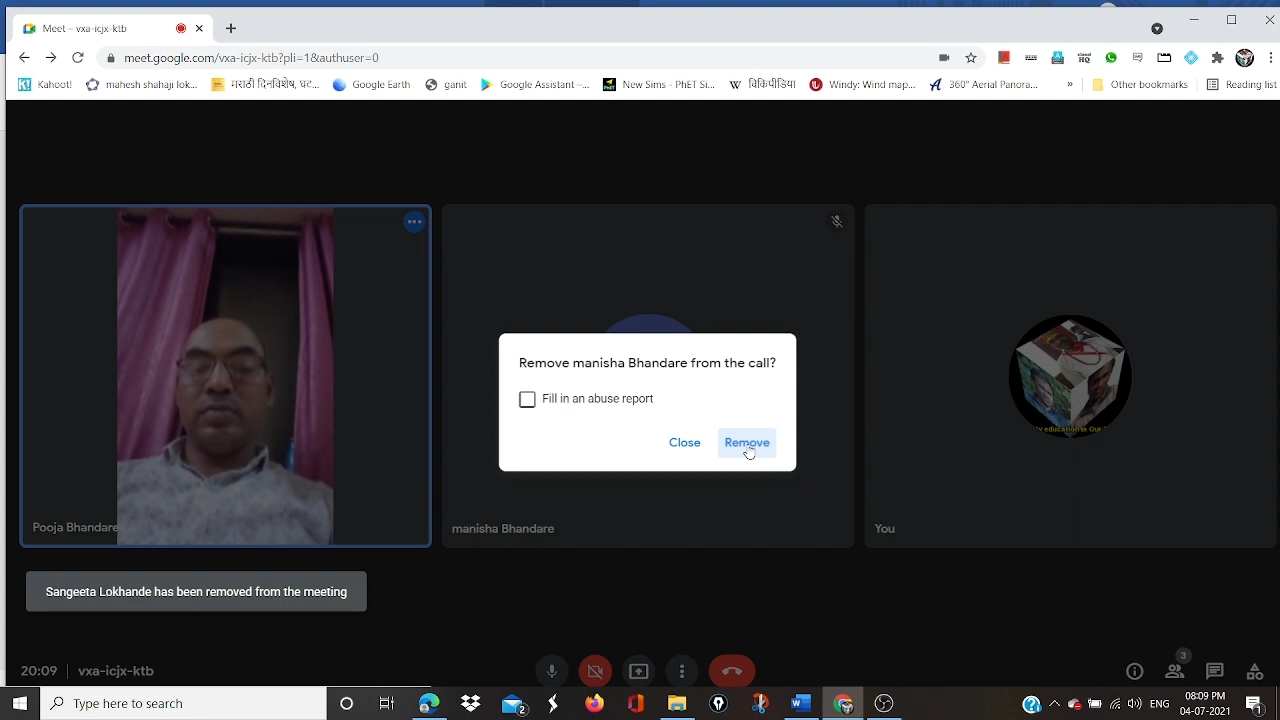 Meet – vxa-icjx-ktb
meet.google.com/vxa-icjx-ktb?pli=1&authuser=0
Kahoot! mahesh shahaji lok... Google Earth ganit Google Assistant –... New Sims - PhET Si... Windy: Wind map... 360° Aerial Panora... » Other bookmarks Reading list
Remove manisha Bhandare from the call?
Fill in an abuse report
Close Remove
Pooja Bhandare manisha Bhandare You
Sangeeta Lokhande has been removed from the meeting
20:09 | vxa-icjx-ktb 3
Type here to search 2 ENG 08:09 PM
04-07-2021 1